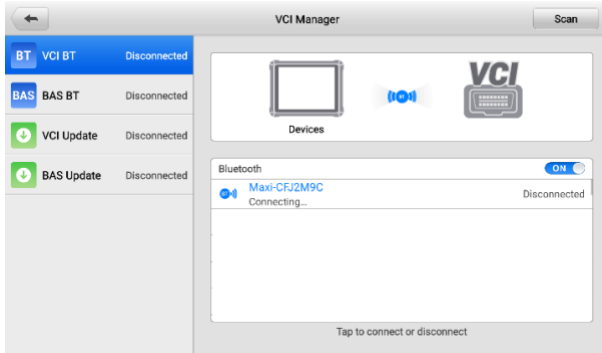 VCI Manager
Scan
BT VCI BT Disconnected
BAS BAS BT Disconnected
VCI Update Disconnected
BAS Update Disconnected
VCI
Devices
Bluetooth ON
Maxi-CFJ2M9C
Connecting...
Disconnected
Tap to connect or disconnect